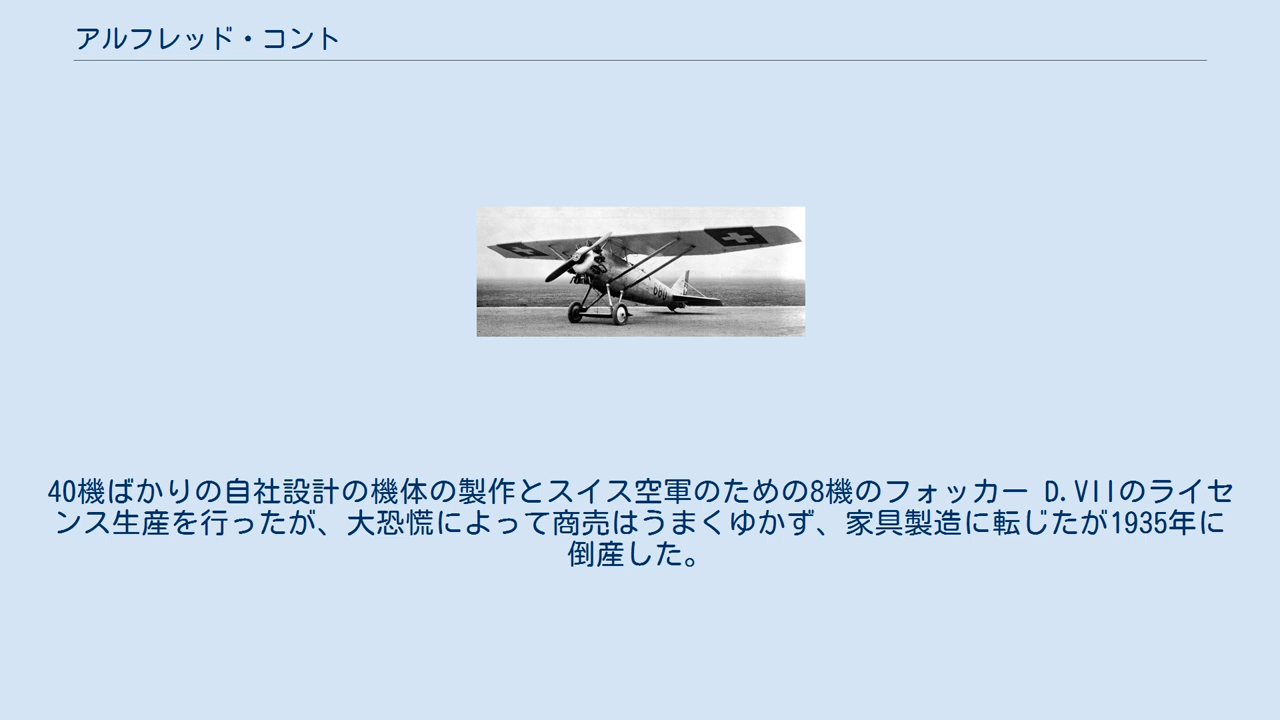 アルフレッド・コント
40機ばかりの自社設計の機体の製作とスイス空軍のための8機のフォッカー D.VIIのライセ
ンス生産を行ったが、大恐慌によって商売はうまくゆかず、家具製造に転じたが1935年に
倒産した。